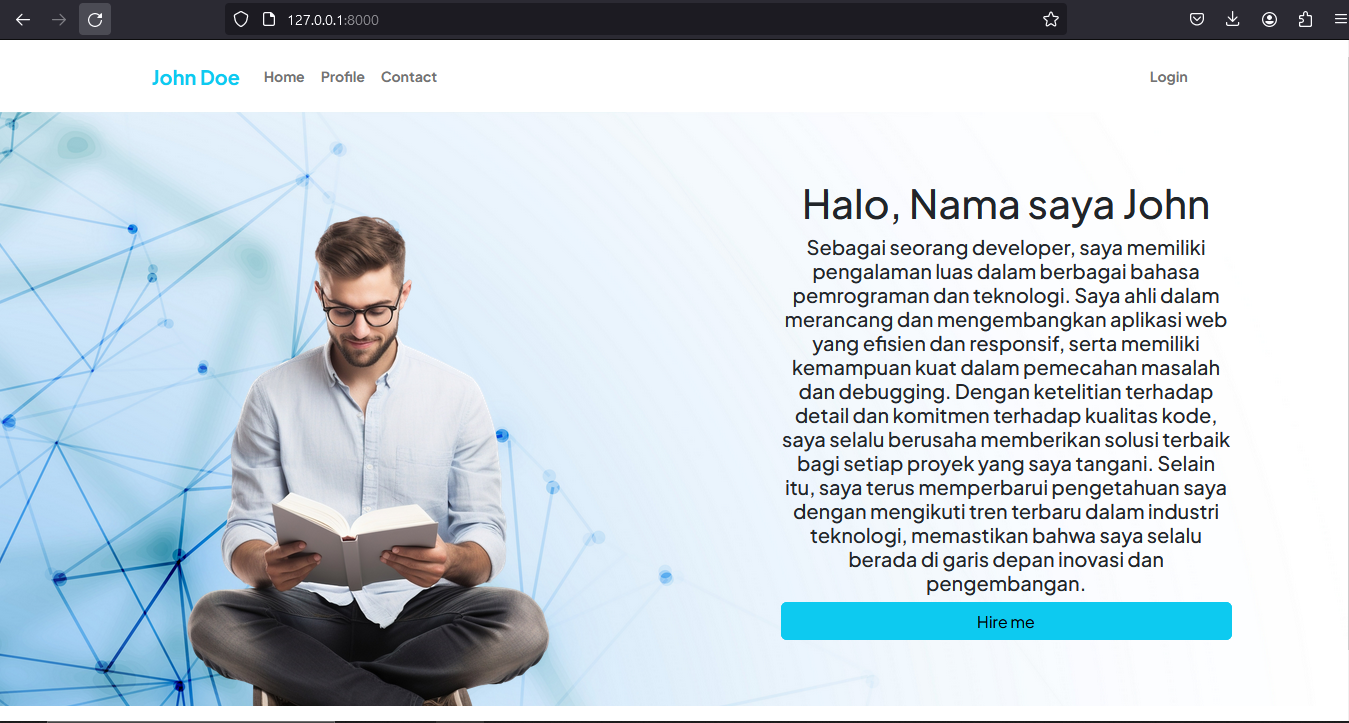 127.0.0.1:8000
John Doe Home Profile Contact Login
Halo, Nama saya John
Sebagai seorang developer, saya memiliki
pengalaman luas dalam berbagai bahasa
pemrograman dan teknologi. Saya ahli dalam
merancang dan mengembangkan aplikasi web
yang efisien dan responsif, serta memiliki
kemampuan kuat dalam pemecahan masalah
dan debugging. Dengan ketelitian terhadap
detail dan komitmen terhadap kualitas kode,
saya selalu berusaha memberikan solusi terbaik
bagi setiap proyek yang saya tangani. Selain
itu, saya terus memperbarui pengetahuan saya
dengan mengikuti tren terbaru dalam industri
teknologi, memastikan bahwa saya selalu
berada di garis depan inovasi dan
pengembangan.
Hire me